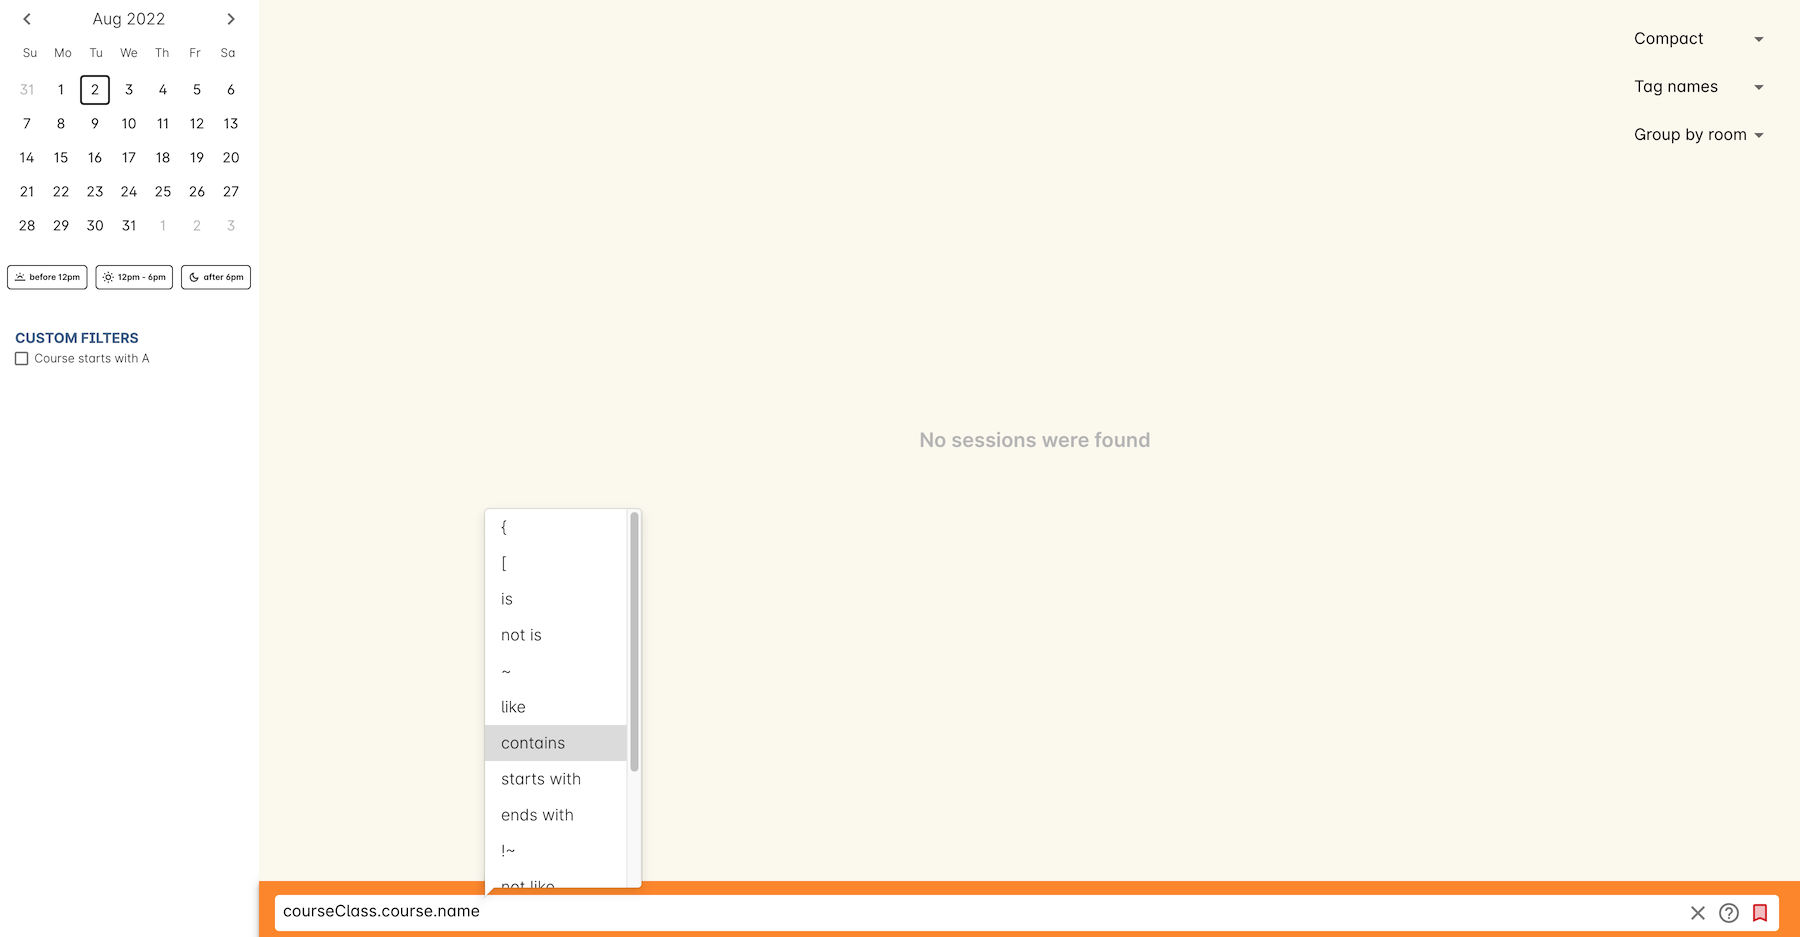 Aug 2022
Su Mo Tu We Th Fr Sa
31 1 2 3 4 5 6
7 8 9 10 11 12 13
14 15 16 17 18 19 20
21 22 23 24 25 26 27
28 29 30 31 1 2 3
before 12pm 12pm - 6pm after 6pm
CUSTOM FILTERS
Course starts with A
Compact
Tag names
Group by room
No sessions were found
{
[
is
not is
~
like
contains
starts with
ends with
!~
not like
courseClass.course.name